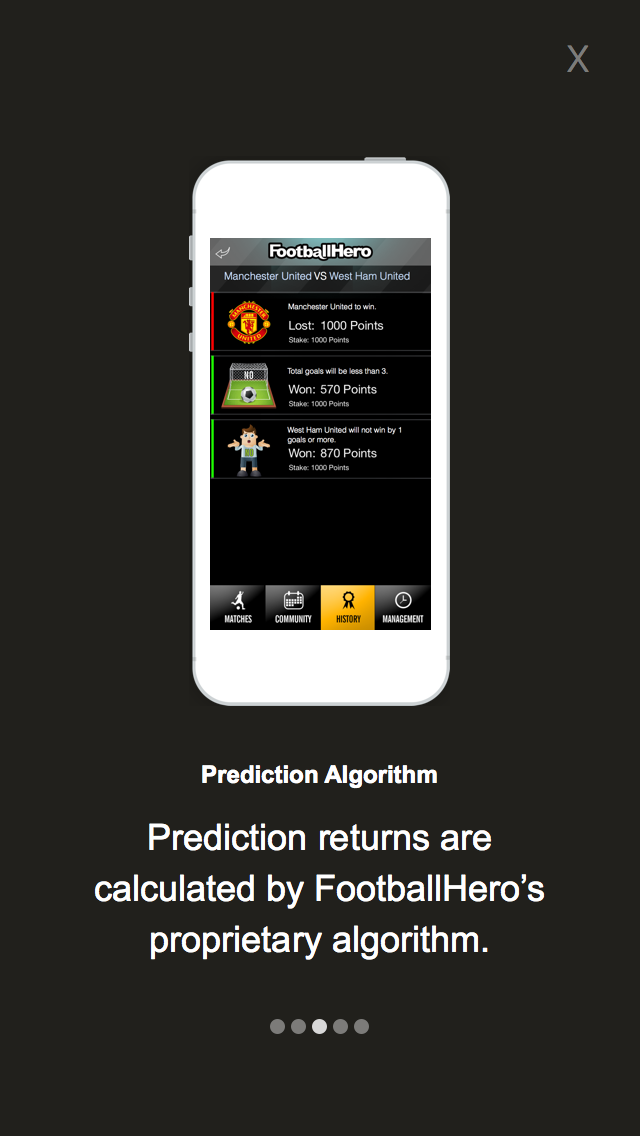 X
FootballHero
Manchester United VS West Ham United
MANCHESTER
UNITED
Manchester United to win.
Lost: 1000 Points
Stake: 1000 Points
NO
Total goals will be less than 3.
Won: 570 Points
Stake: 1000 Points
West Ham United will not win by 1
goals or more.
Won: 870 Points
Stake: 1000 Points
MATCHES
COMMUNITY
HISTORY
MANAGEMENT
Prediction Algorithm
Prediction returns are
calculated by FootballHero’s
proprietary algorithm.